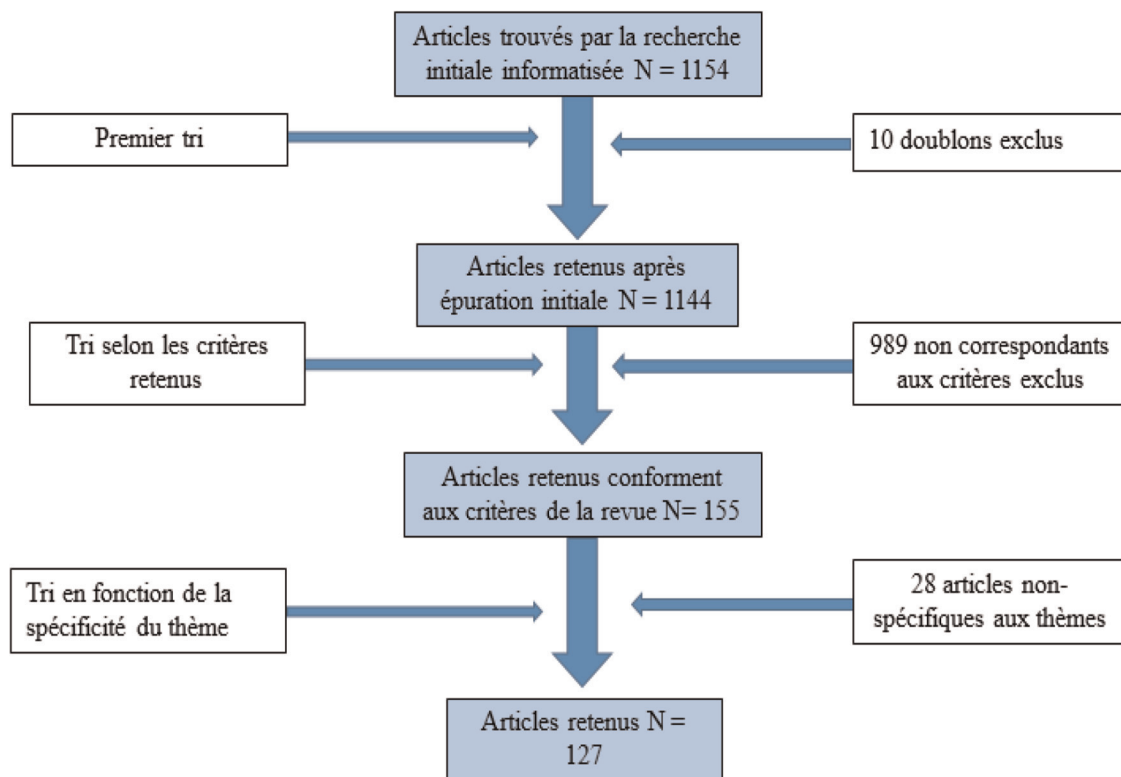 Articles trouvés par la recherche
initiale informatisée N = 1154
Premier tri
10 doublons exclus
Articles retenus après
épuration initiale N = 1144
Tri selon les critères
retenus
989 non correspondants
aux critères exclus
Articles retenus conforment
aux critères de la revue N= 155
Tri en fonction de la
spécificité du thème
28 articles non-
spécifiques aux thèmes
Articles retenus N =
127